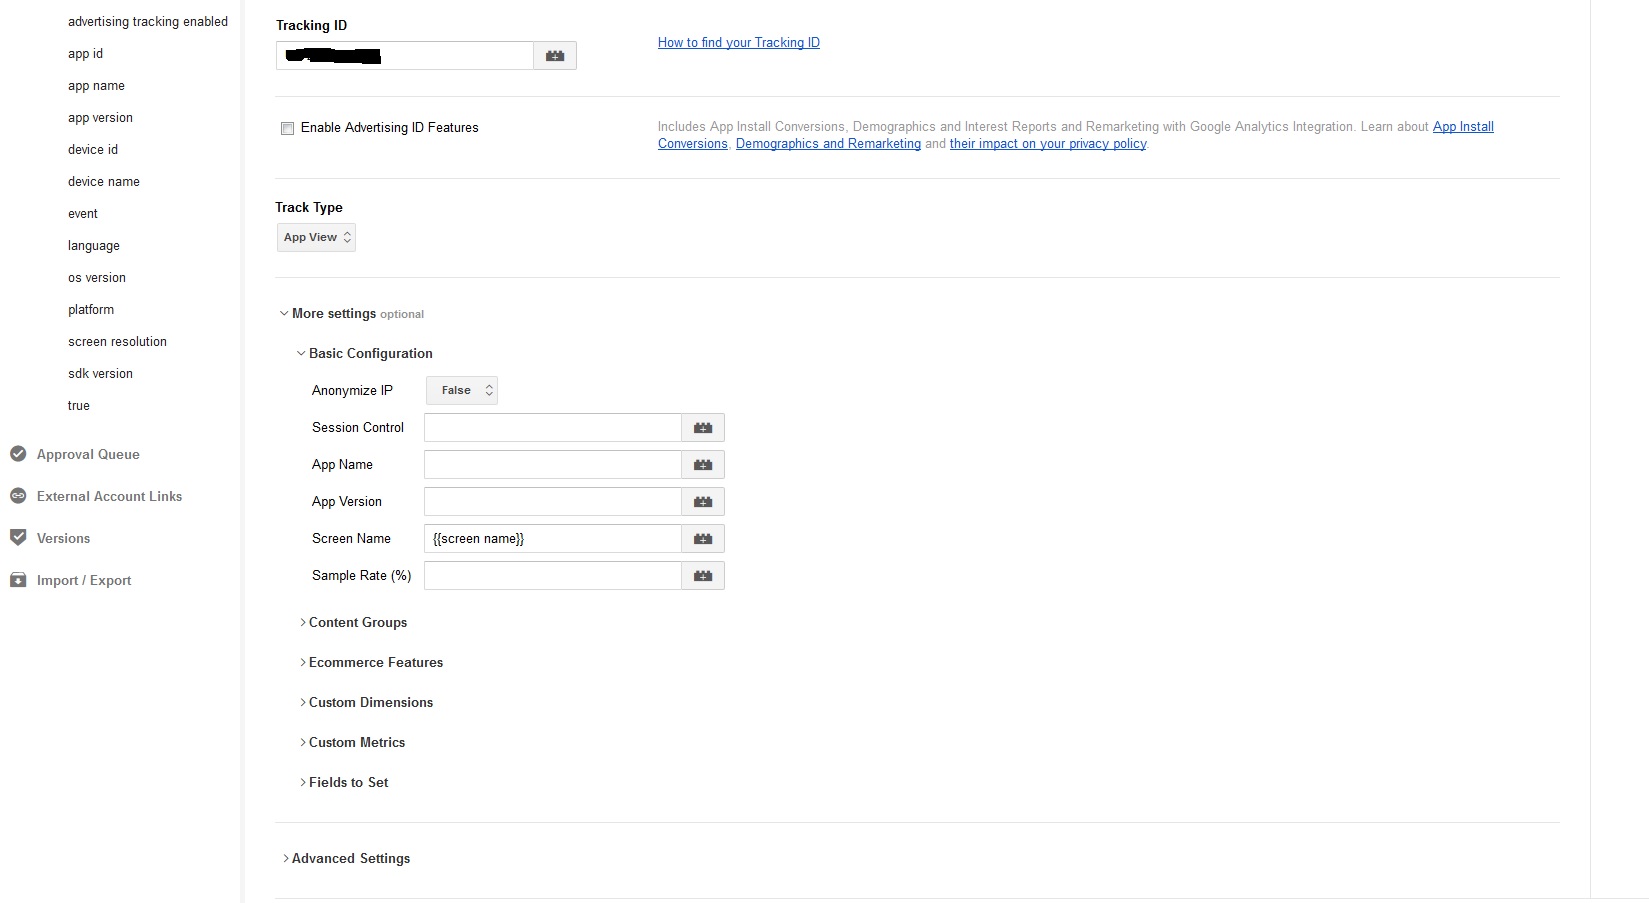 advertising tracking enabled
app id
app name
app version
device id
device name
event
language
os version
platform
screen resolution
sdk version
true
Approval Queue
External Account Links
Versions
Import / Export
Tracking ID
How to find your Tracking ID
Enable Advertising ID Features
Includes App Install Conversions, Demographics and Interest Reports and Remarketing with Google Analytics Integration. Learn about App Install
Conversions, Demographics and Remarketing and their impact on your privacy policy.
Track Type
App View
More settings optional
Basic Configuration
Anonymize IP False
Session Control
App Name
App Version
Screen Name {{screen name}}
Sample Rate (%)
Content Groups
Ecommerce Features
Custom Dimensions
Custom Metrics
Fields to Set
Advanced Settings